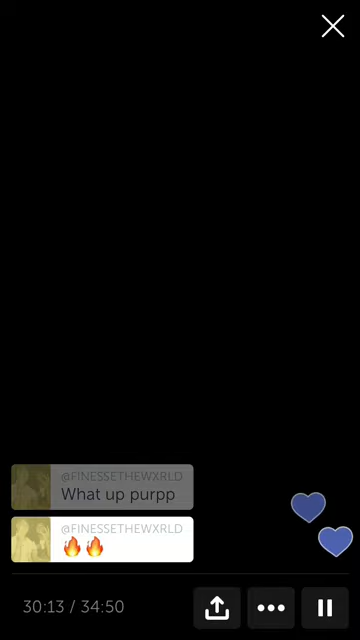 @FINESSETHEWXRLD
What up purpp
@FINESSETHEWXRLD
🔥🔥
30:13 / 34:50